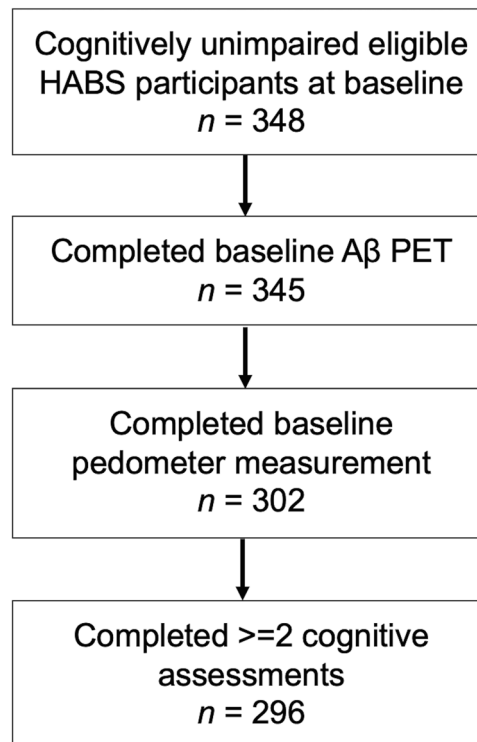 Cognitively unimpaired eligible
HABS participants at baseline
n = 348
Completed baseline Aβ PET
n = 345
Completed baseline
pedometer measurement
n = 302
Completed >=2 cognitive
assessments
n = 296